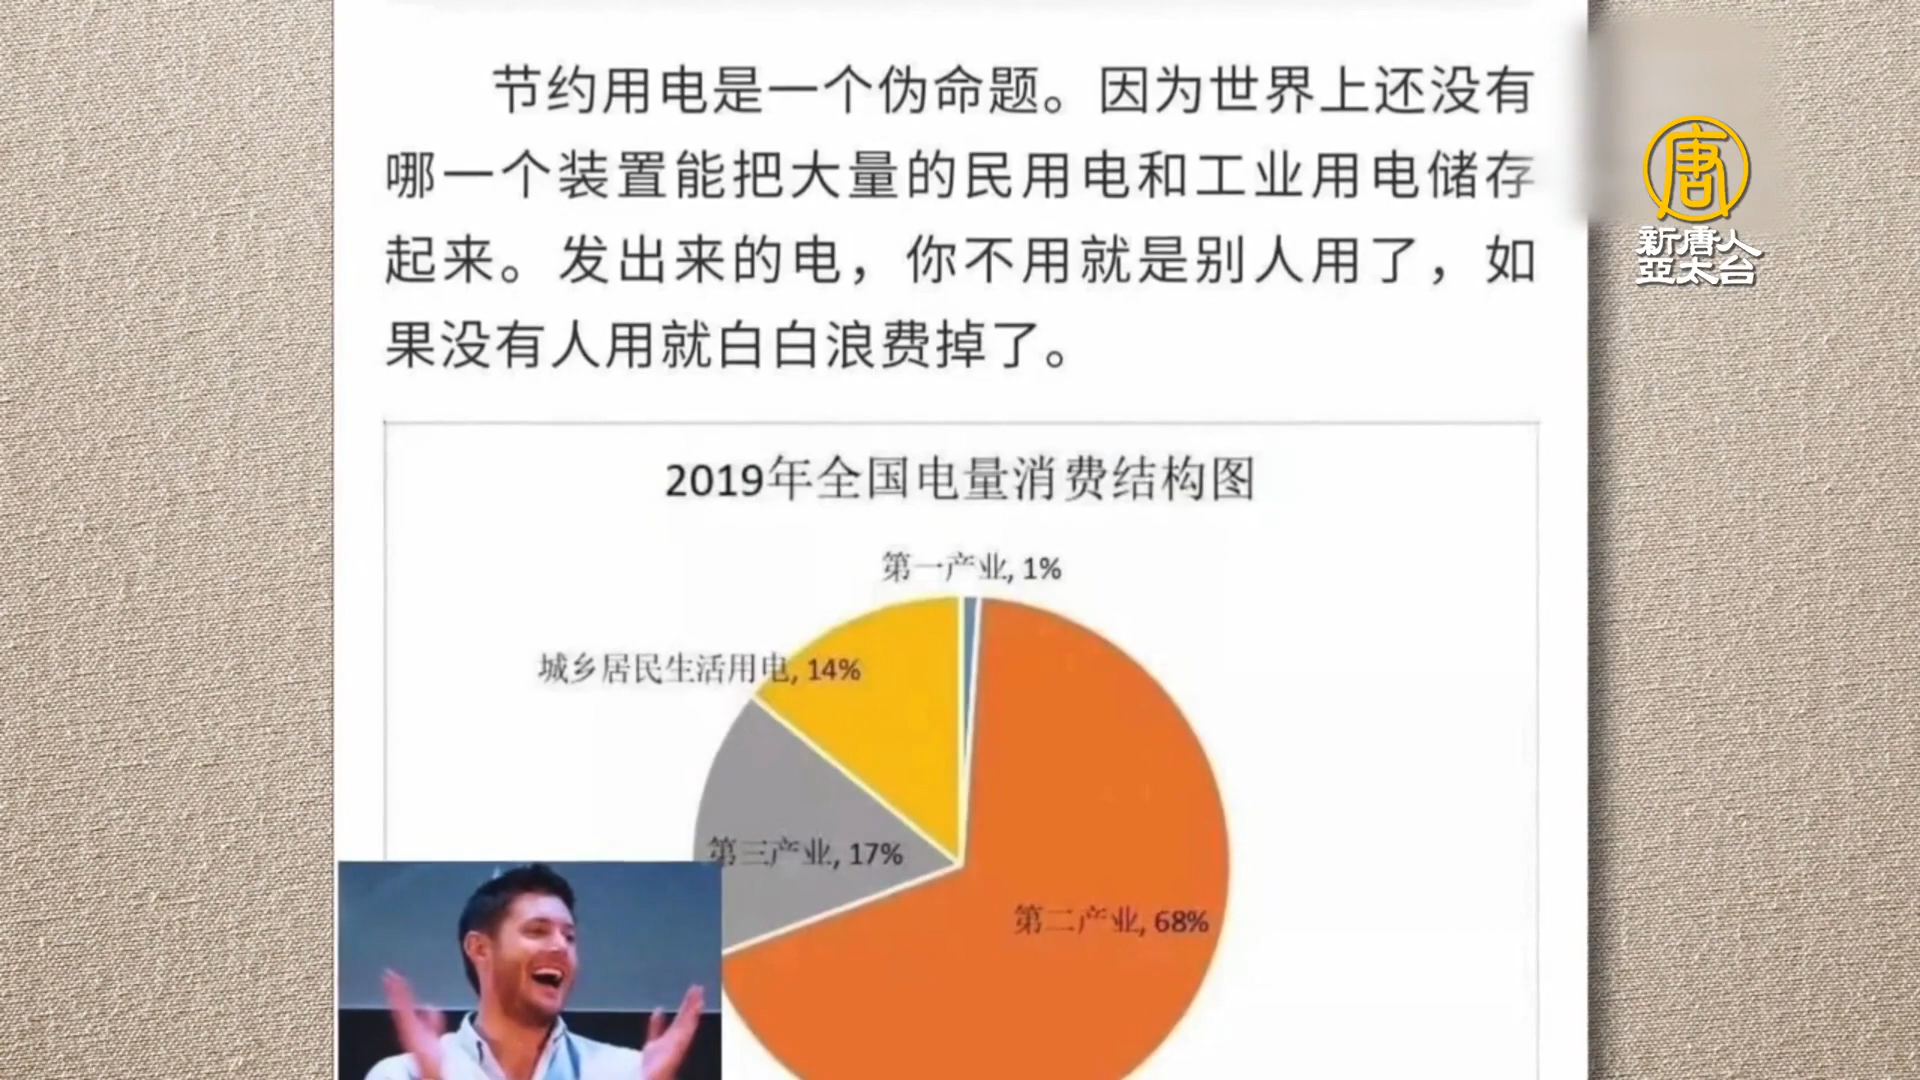 节约用电是一个伪命题。因为世界上还没有
哪一个装置能把大量的民用电和工业用电储存
起来。发出来的电，你不用就是别人用了，如
果没有人用就白白浪费掉了。
唐
新唐人
亞太台
2019年全国电量消费结构图
第一产业, 1%
城乡居民生活用电, 14%
第三产业, 17%
第二产业, 68%